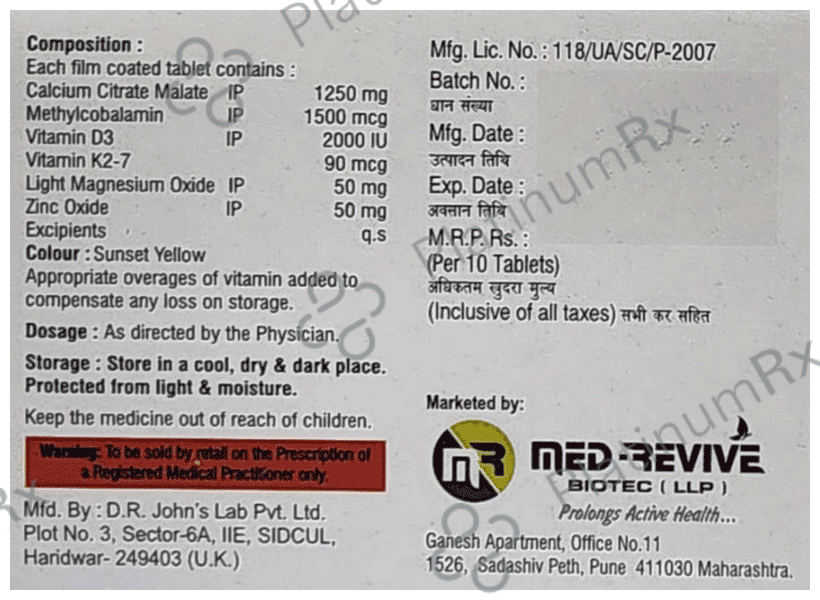 Composition :
Each film coated tablet contains :
Calcium Citrate Malate IP 1250 mg
Methylcobalamin IP 1500 mcg
Vitamin D3 IP 2000 IU
Vitamin K2-7 90 mcg
Light Magnesium Oxide IP 50 mg
Zinc Oxide IP 50 mg
Excipients q.s
Colour : Sunset Yellow
Appropriate overages of vitamin added to
compensate any loss on storage.
Dosage : As directed by the Physician.
Storage : Store in a cool, dry & dark place.
Protected from light & moisture.
Keep the medicine out of reach of children.
Warning: To be sold by retail on the Prescription of
a Registered Medical Practitioner only.
Mfd. By : D.R. John's Lab Pvt. Ltd.
Plot No. 3, Sector-6A, IIE, SIDCUL,
Haridwar- 249403 (U.K.)
Mfg. Lic. No. : 118/UA/SC/P-2007
Batch No. :
घान संख्या
Mfg. Date :
उत्पादन तिथि
Exp. Date :
अवसान तिथि
M.R.P. Rs. :
(Per 10 Tablets)
अधिकतम खुदरा मुल्य
(Inclusive of all taxes) सभी कर सहित
Marketed by:
MR MED-REVIVE
BIOTEC ( LLP )
Prolongs Active Health...
Ganesh Apartment, Office No.11
1526, Sadashiv Peth, Pune 411030 Maharashtra.
PlatinumRx
PlatinumRx
PlatinumRx
Rx